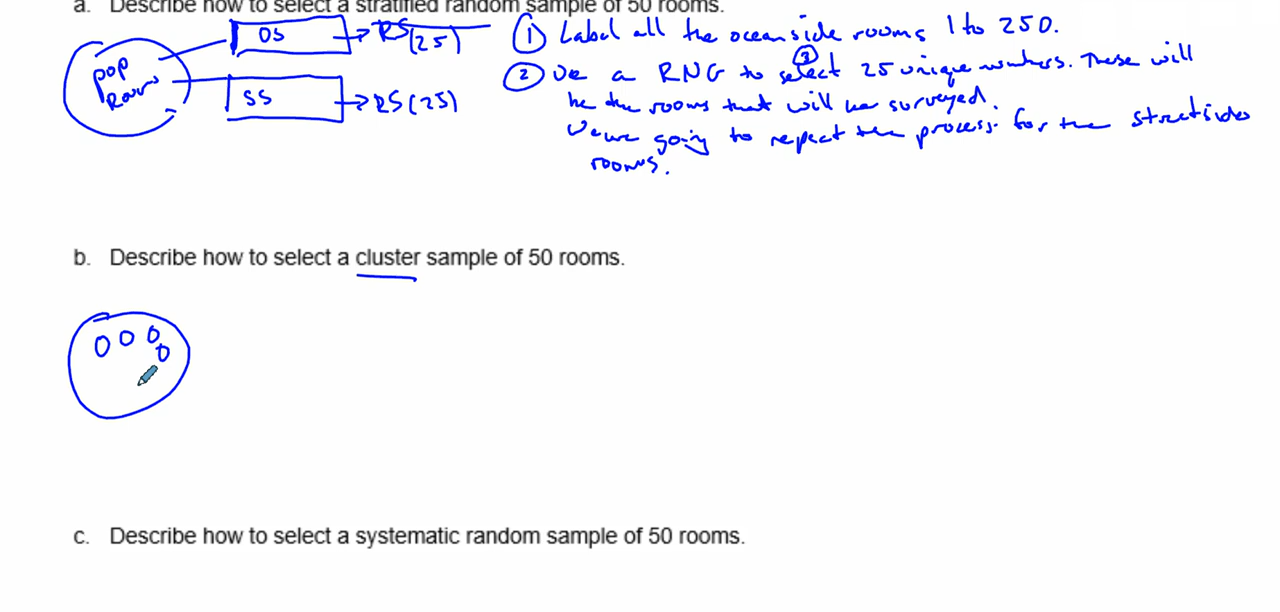 a. Describe how to select a stratified random sample of 50 rooms.
pop
Room
OS
RS(25)
SS
RS(25)
① Label all the oceanside rooms 1 to 250.
② Use a RNG to select 25 unique numbers. These will
③
be the rooms that will be surveyed.
We are going to repeat the process for the streetside
rooms.
b. Describe how to select a cluster sample of 50 rooms.
c. Describe how to select a systematic random sample of 50 rooms.